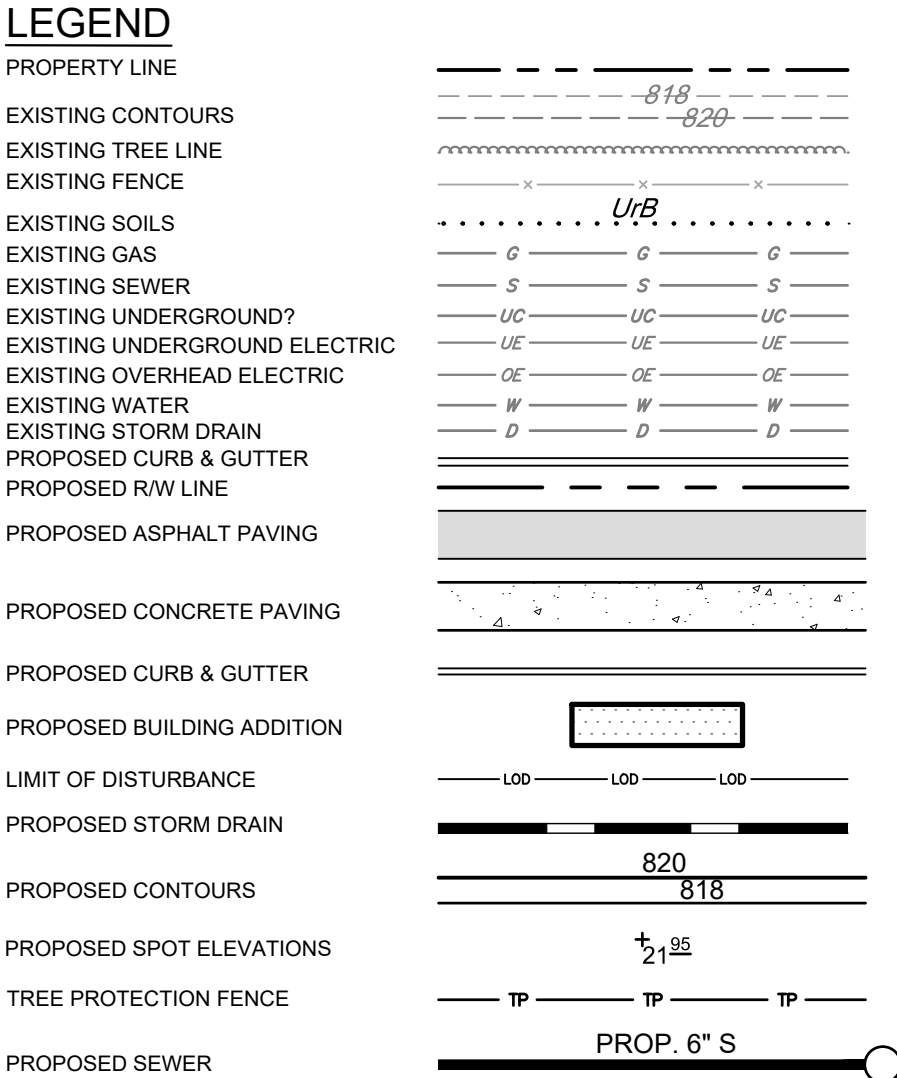 LEGEND
PROPERTY LINE
818
EXISTING CONTOURS
820
EXISTING TREE LINE
EXISTING FENCE
UrB
EXISTING SOILS
EXISTING GAS G G G
EXISTING SEWER S S S
EXISTING UNDERGROUND? UC UC UC
EXISTING UNDERGROUND ELECTRIC UE UE UE
EXISTING OVERHEAD ELECTRIC OE OE OE
EXISTING WATER W W W
EXISTING STORM DRAIN D D D
PROPOSED CURB & GUTTER
PROPOSED R/W LINE
PROPOSED ASPHALT PAVING
PROPOSED CONCRETE PAVING
PROPOSED CURB & GUTTER
PROPOSED BUILDING ADDITION
LIMIT OF DISTURBANCE LOD LOD LOD
PROPOSED STORM DRAIN
820
PROPOSED CONTOURS 818
PROPOSED SPOT ELEVATIONS +21 95
TREE PROTECTION FENCE TP TP TP
PROP. 6" S
PROPOSED SEWER